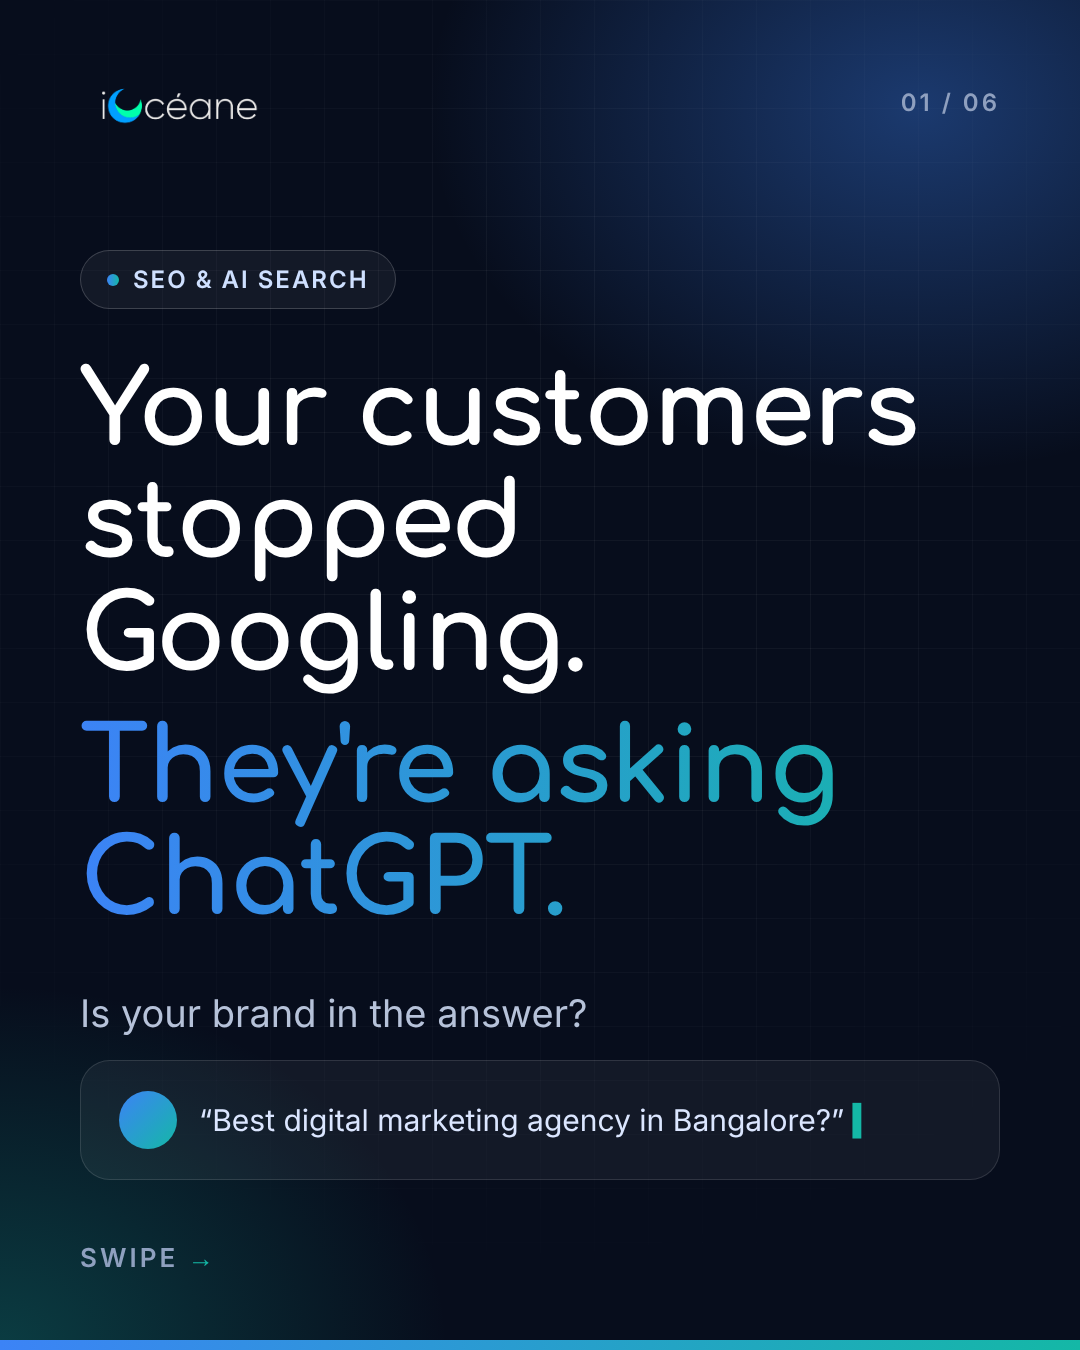 iOcéane
01 / 06
SEO & AI SEARCH
Your customers
stopped
Googling.
They're asking
ChatGPT.
Is your brand in the answer?
“Best digital marketing agency in Bangalore?”
SWIPE →